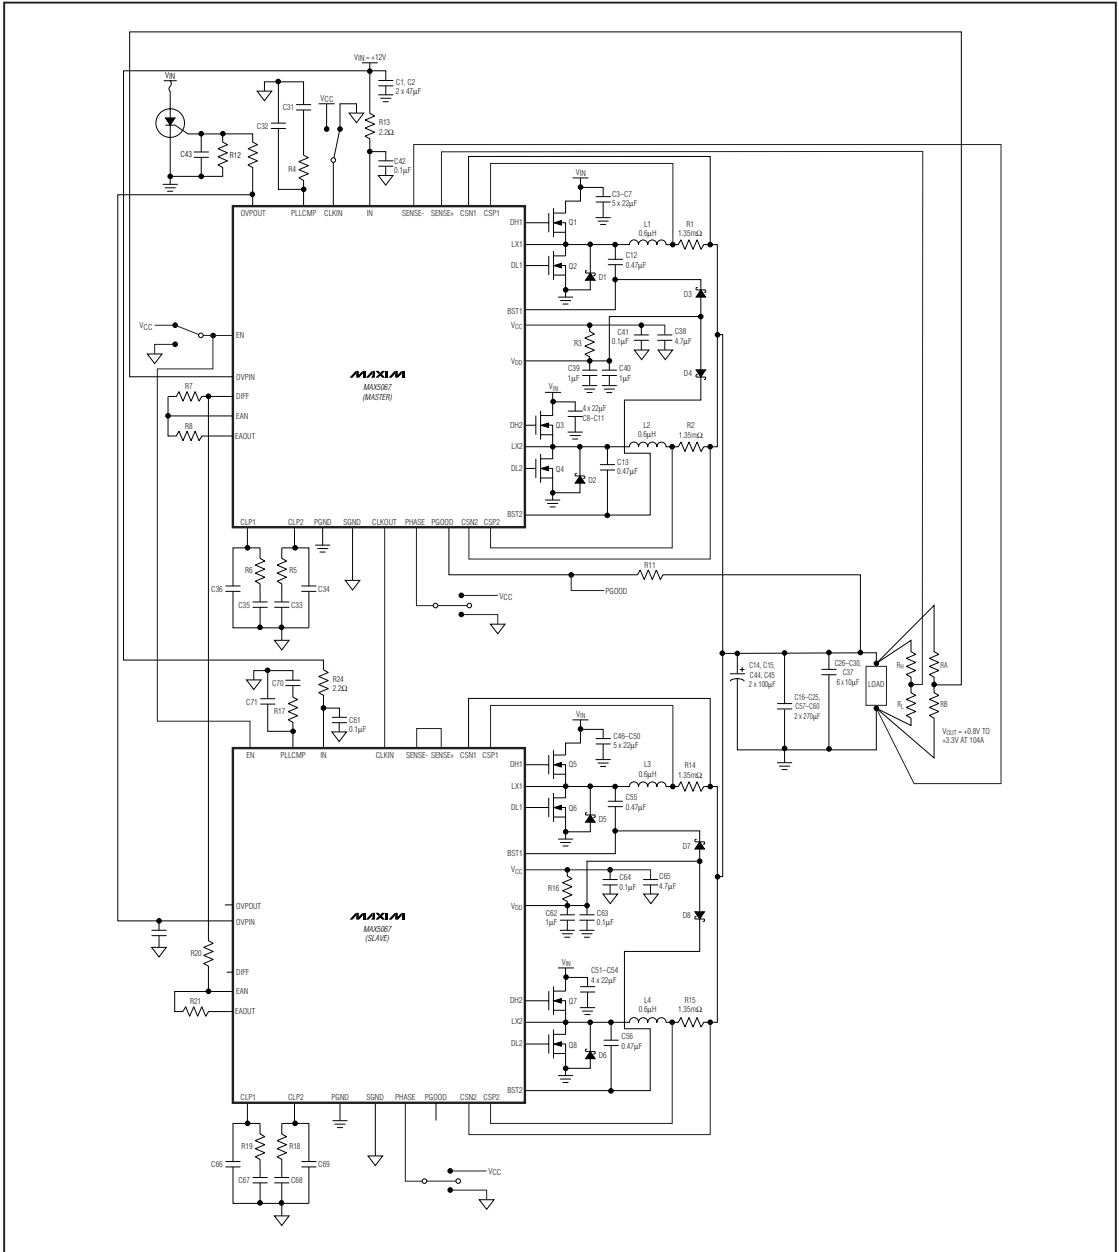 VIN = +12V
VIN
C1, C2
2 x 47µF
C31
VCC
C32
R13
2.2Ω
C43
R12
R4
C42
0.1µF
OVPOUT
PLLCMP
CLKIN
IN
SENSE-
SENSE+
CSN1
CSP1
VIN
C3–C7
5 x 22µF
DH1
Q1
L1
0.6µH
R1
1.35mΩ
LX1
C12
0.47µF
DL1
Q2
D1
D3
BST1
VCC
EN
VCC
R3
C41
0.1µF
C38
4.7µF
VDD
C39
1µF
C40
1µF
D4
OVPIN
MAXIM
MAX5067
(MASTER)
R7
DIFF
EAN
R8
EAOUT
VIN
4 x 22µF
C8–C11
DH2
Q3
L2
0.6µH
R2
1.35mΩ
LX2
C13
0.47µF
DL2
Q4
D2
BST2
CLP1
CLP2
PGND
SGND
CLKOUT
PHASE
PGOOD
CSN2
CSP2
C36
R6
R5
C34
C35
C33
R11
PGOOD
VCC
C70
C71
R17
R24
2.2Ω
C61
0.1µF
C14, C15,
C44, C45
2 x 100µF
C16–C25,
C57–C60
2 x 270µF
C26–C30,
C37
6 x 10µF
LOAD
RH
RA
RL
RB
VOUT = +0.8V TO
+3.3V AT 104A
EN
PLLCMP
IN
CLKIN
SENSE-
SENSE+
CSN1
CSP1
VIN
C46–C50
5 x 22µF
DH1
Q5
L3
0.6µH
R14
1.35mΩ
LX1
C55
0.47µF
DL1
Q6
D5
D7
BST1
VCC
R16
C64
0.1µF
C65
4.7µF
VDD
C62
1µF
C63
0.1µF
D8
OVPOUT
OVPIN
MAXIM
MAX5067
(SLAVE)
R20
DIFF
EAN
R21
EAOUT
VIN
C51–C54
4 x 22µF
DH2
Q7
L4
0.6µH
R15
1.35mΩ
LX2
C56
0.47µF
DL2
Q8
D6
BST2
CLP1
CLP2
PGND
SGND
PHASE
PGOOD
CSN2
CSP2
C66
R19
R18
C69
C67
C68
VCC